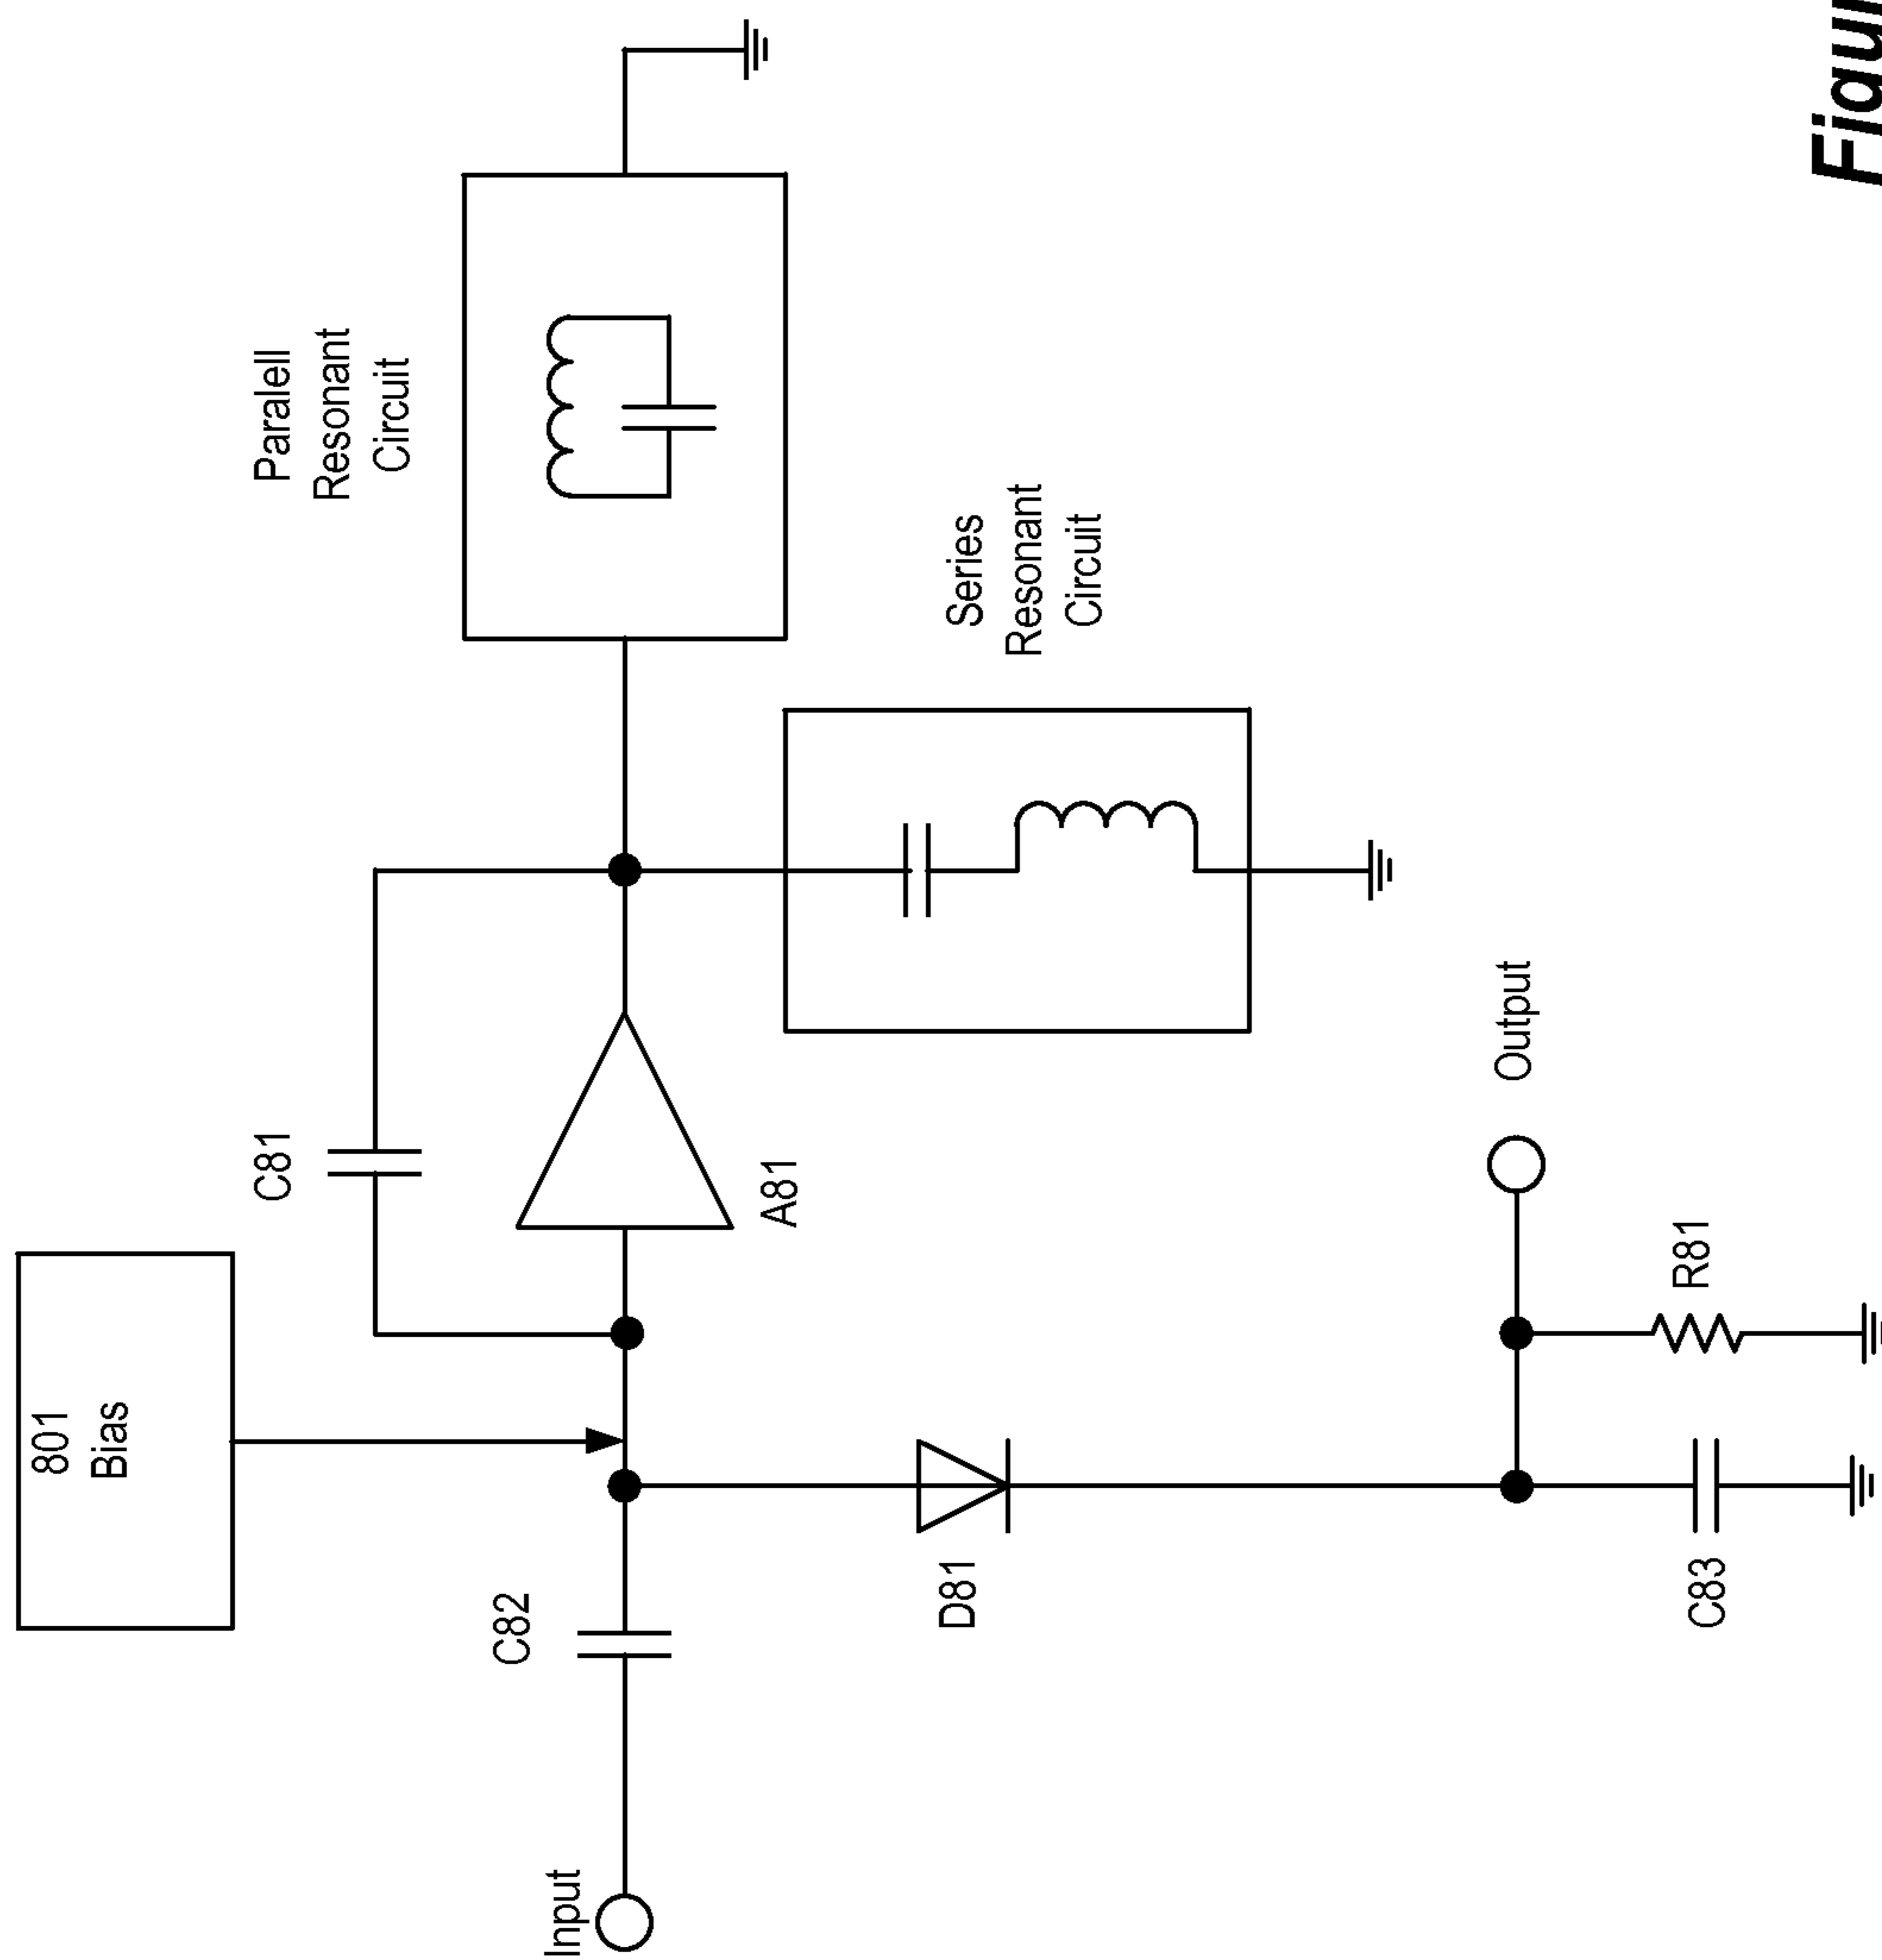 801
Bias
C81
Paralell
Resonant
Circuit
C82
Input
A81
Series
Resonant
Circuit
D81
Output
C83
R81